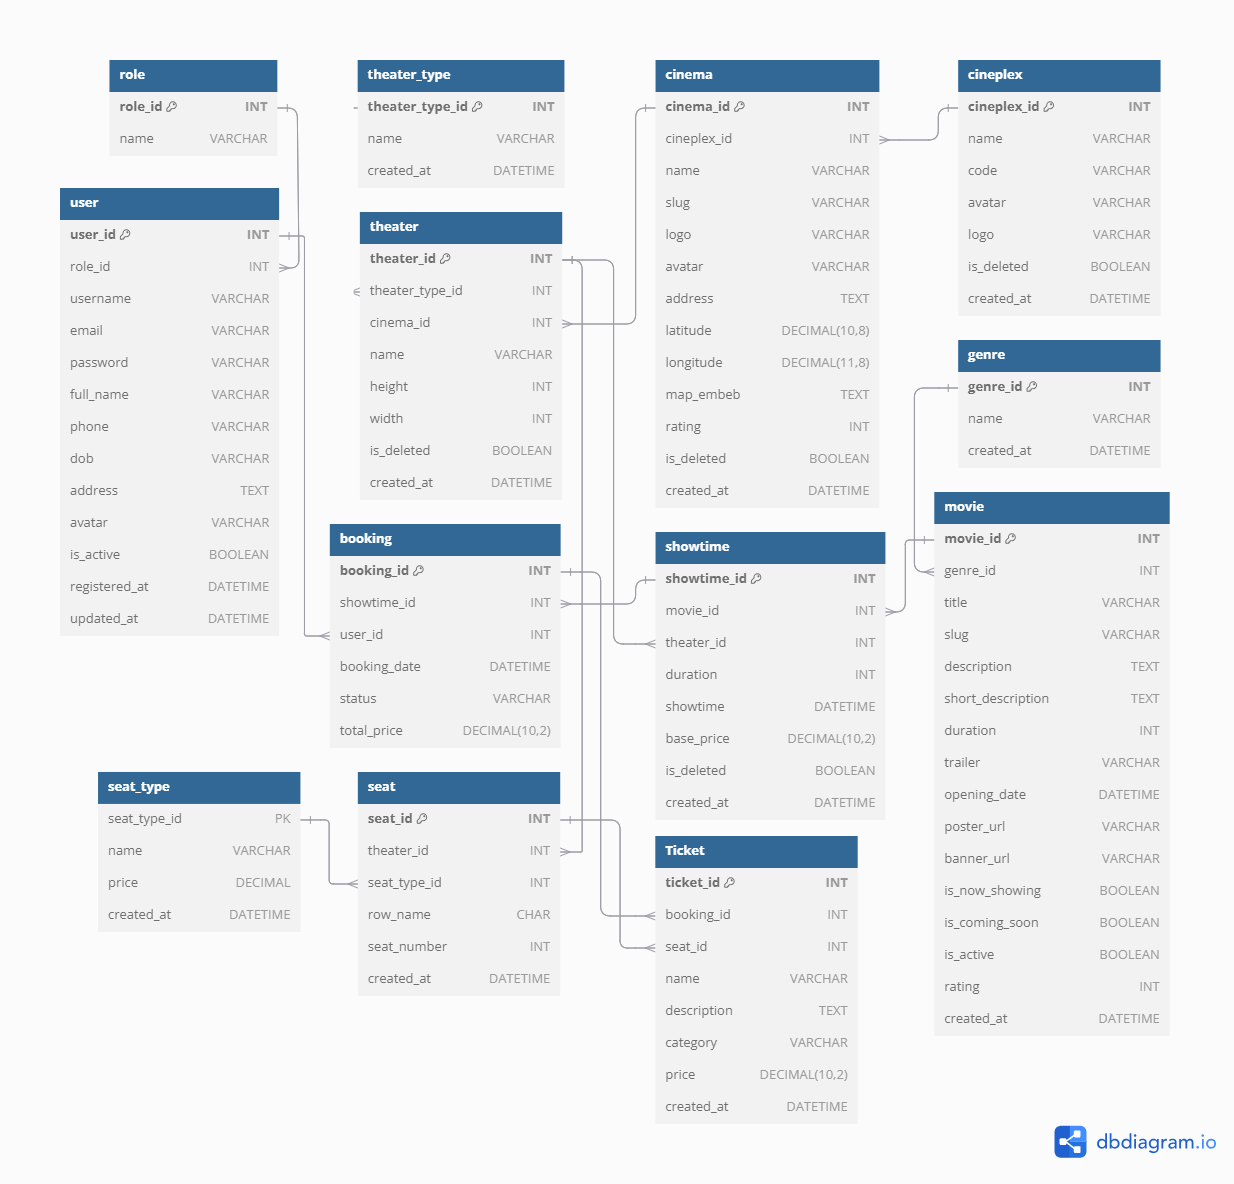 role
role_id INT
name VARCHAR
theater_type
theater_type_id INT
name VARCHAR
created_at DATETIME
cinema
cinema_id INT
cineplex_id INT
name VARCHAR
slug VARCHAR
logo VARCHAR
avatar VARCHAR
address TEXT
latitude DECIMAL(10,8)
longitude DECIMAL(11,8)
map_embeb TEXT
rating INT
is_deleted BOOLEAN
created_at DATETIME
cineplex
cineplex_id INT
name VARCHAR
code VARCHAR
avatar VARCHAR
logo VARCHAR
is_deleted BOOLEAN
created_at DATETIME
user
user_id INT
role_id INT
username VARCHAR
email VARCHAR
password VARCHAR
full_name VARCHAR
phone VARCHAR
dob VARCHAR
address TEXT
avatar VARCHAR
is_active BOOLEAN
registered_at DATETIME
updated_at DATETIME
theater
theater_id INT
theater_type_id INT
cinema_id INT
name VARCHAR
height INT
width INT
is_deleted BOOLEAN
created_at DATETIME
genre
genre_id INT
name VARCHAR
created_at DATETIME
booking
booking_id INT
showtime_id INT
user_id INT
booking_date DATETIME
status VARCHAR
total_price DECIMAL(10,2)
showtime
showtime_id INT
movie_id INT
theater_id INT
duration INT
showtime DATETIME
base_price DECIMAL(10,2)
is_deleted BOOLEAN
created_at DATETIME
movie
movie_id INT
genre_id INT
title VARCHAR
slug VARCHAR
description TEXT
short_description TEXT
duration INT
trailer VARCHAR
opening_date DATETIME
poster_url VARCHAR
banner_url VARCHAR
is_now_showing BOOLEAN
is_coming_soon BOOLEAN
is_active BOOLEAN
rating INT
created_at DATETIME
seat_type
seat_type_id PK
name VARCHAR
price DECIMAL
created_at DATETIME
seat
seat_id INT
theater_id INT
seat_type_id INT
row_name CHAR
seat_number INT
created_at DATETIME
Ticket
ticket_id INT
booking_id INT
seat_id INT
name VARCHAR
description TEXT
category VARCHAR
price DECIMAL(10,2)
created_at DATETIME
dbdiagram.io